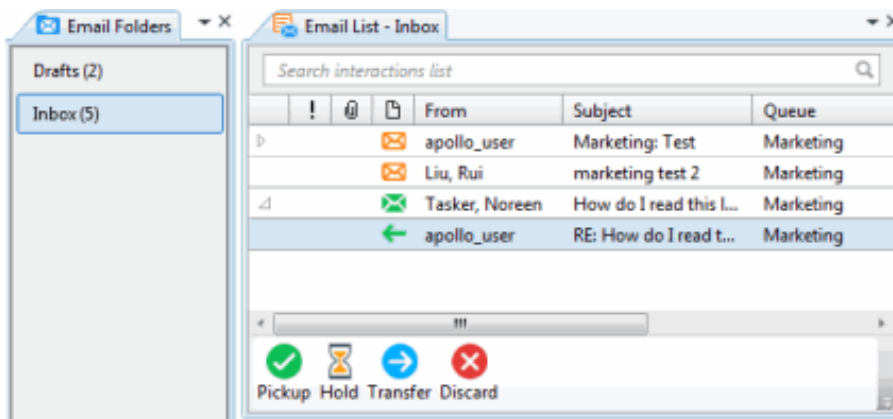 Email Folders
Drafts (2)
Inbox (5)
Email List - Inbox
Search interactions list
! From Subject Queue
apollo_user Marketing: Test Marketing
Liu, Rui marketing test 2 Marketing
Tasker, Noreen How do I read this l... Marketing
apollo_user RE: How do I read t... Marketing
Pickup Hold Transfer Discard